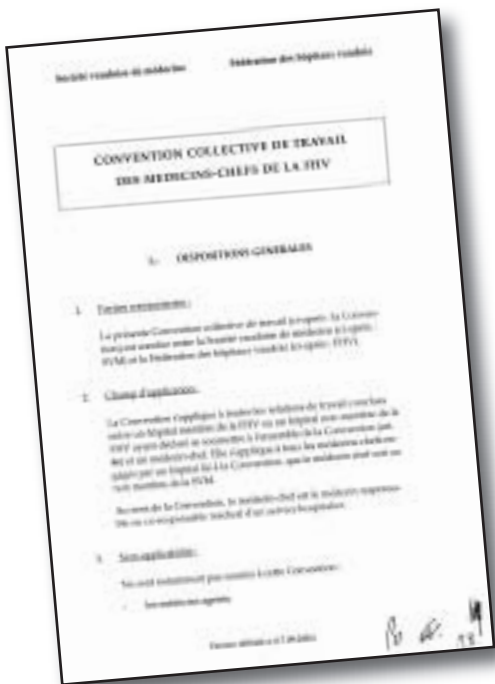 Société vaudoise de médecine Fédération des hôpitaux vaudois
CONVENTION COLLECTIVE DE TRAVAIL
DES MEDECINS-CHEFS DE LA FHV
I.- DISPOSITIONS GENERALES
1. Parties contractantes :
La présente Convention collective de travail (ci-après : la Conven-
tion) est conclue entre la Société vaudoise de médecine (ci-après :
SVM) et la Fédération des hôpitaux vaudois (ci-après : FHV).
2. Champ d'application :
La Convention s'applique à toutes les relations de travail conclues
entre un hôpital membre de la FHV ou un hôpital non membre de la
FHV ayant déclaré se soumettre à l'ensemble de la Convention
et un médecin-chef. Elle s'applique à tous les médecins-chefs
par un hôpital lié à la Convention, que le médecin soit ou
non membre de la SVM.
Au sens de la Convention, le médecin-chef est le médecin responsa-
ble ou co-responsable médical d'un service hospitalier.
3. Non-application :
Ne sont notamment pas soumis à cette Convention :
- les médecins agréés